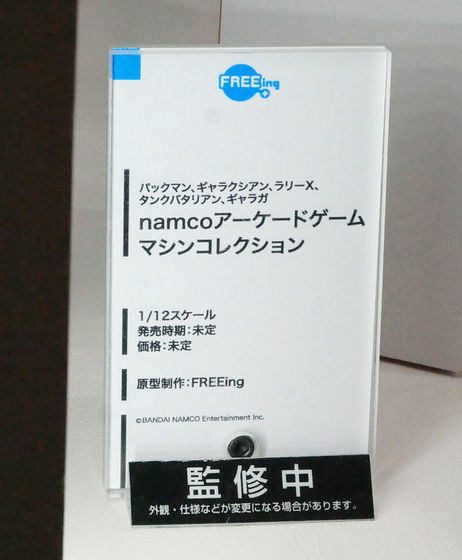 FREEing
パックマン、ギャラクシアン、ラリーX、
タンクバタリアン、ギャラガ
namcoアーケードゲーム
マシンコレクション
1/12スケール
発売時期：未定
価格：未定
原型制作：FREEing
©BANDAI NAMCO Entertainment Inc.
監修中
外観・仕様などが変更になる場合があります。